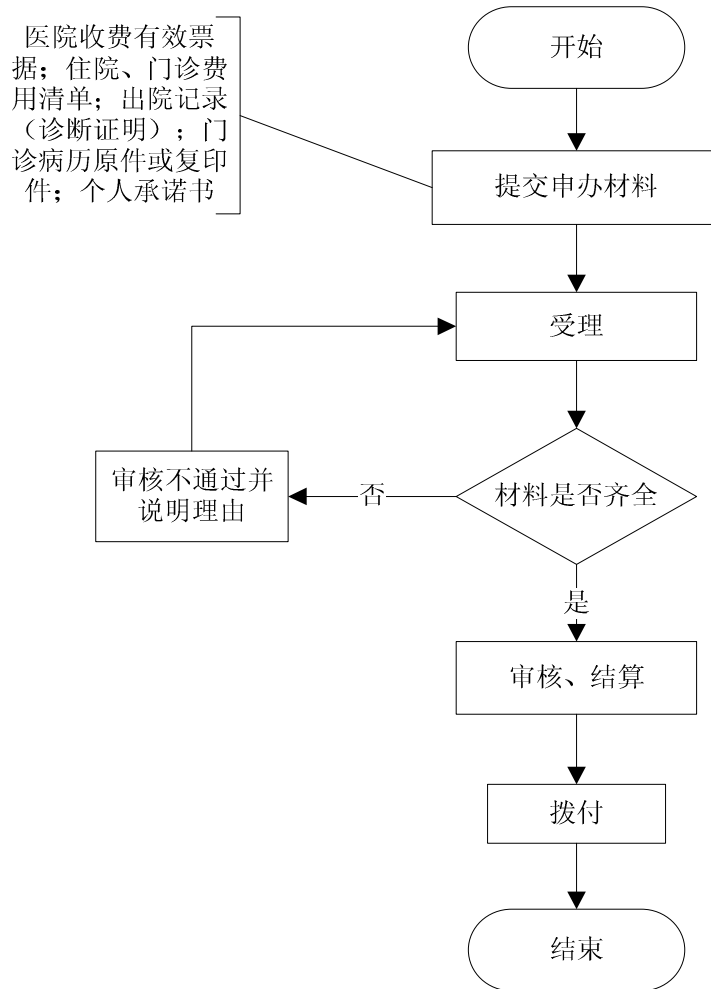 医院收费有效票
据；住院、门诊费
用清单；出院记录
（诊断证明）；门
诊病历原件或复印
件；个人承诺书
开始
提交申办材料
受理
审核不通过并
说明理由
否
材料是否齐全
是
审核、结算
拨付
结束